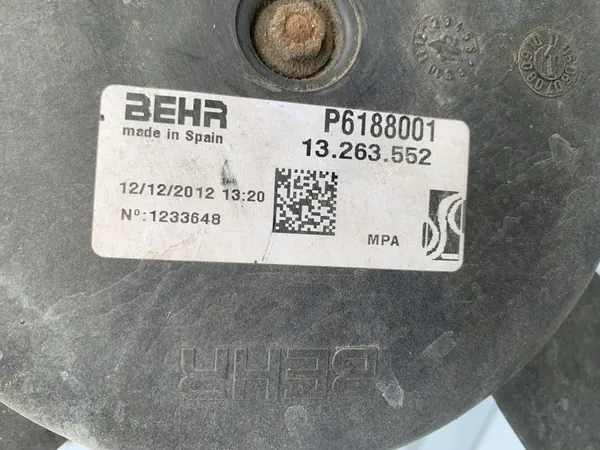 BEHR
made in Spain
P6188001
13.263.552
12/12/2012 13:20
Nº:1233648
MPA
BEHR